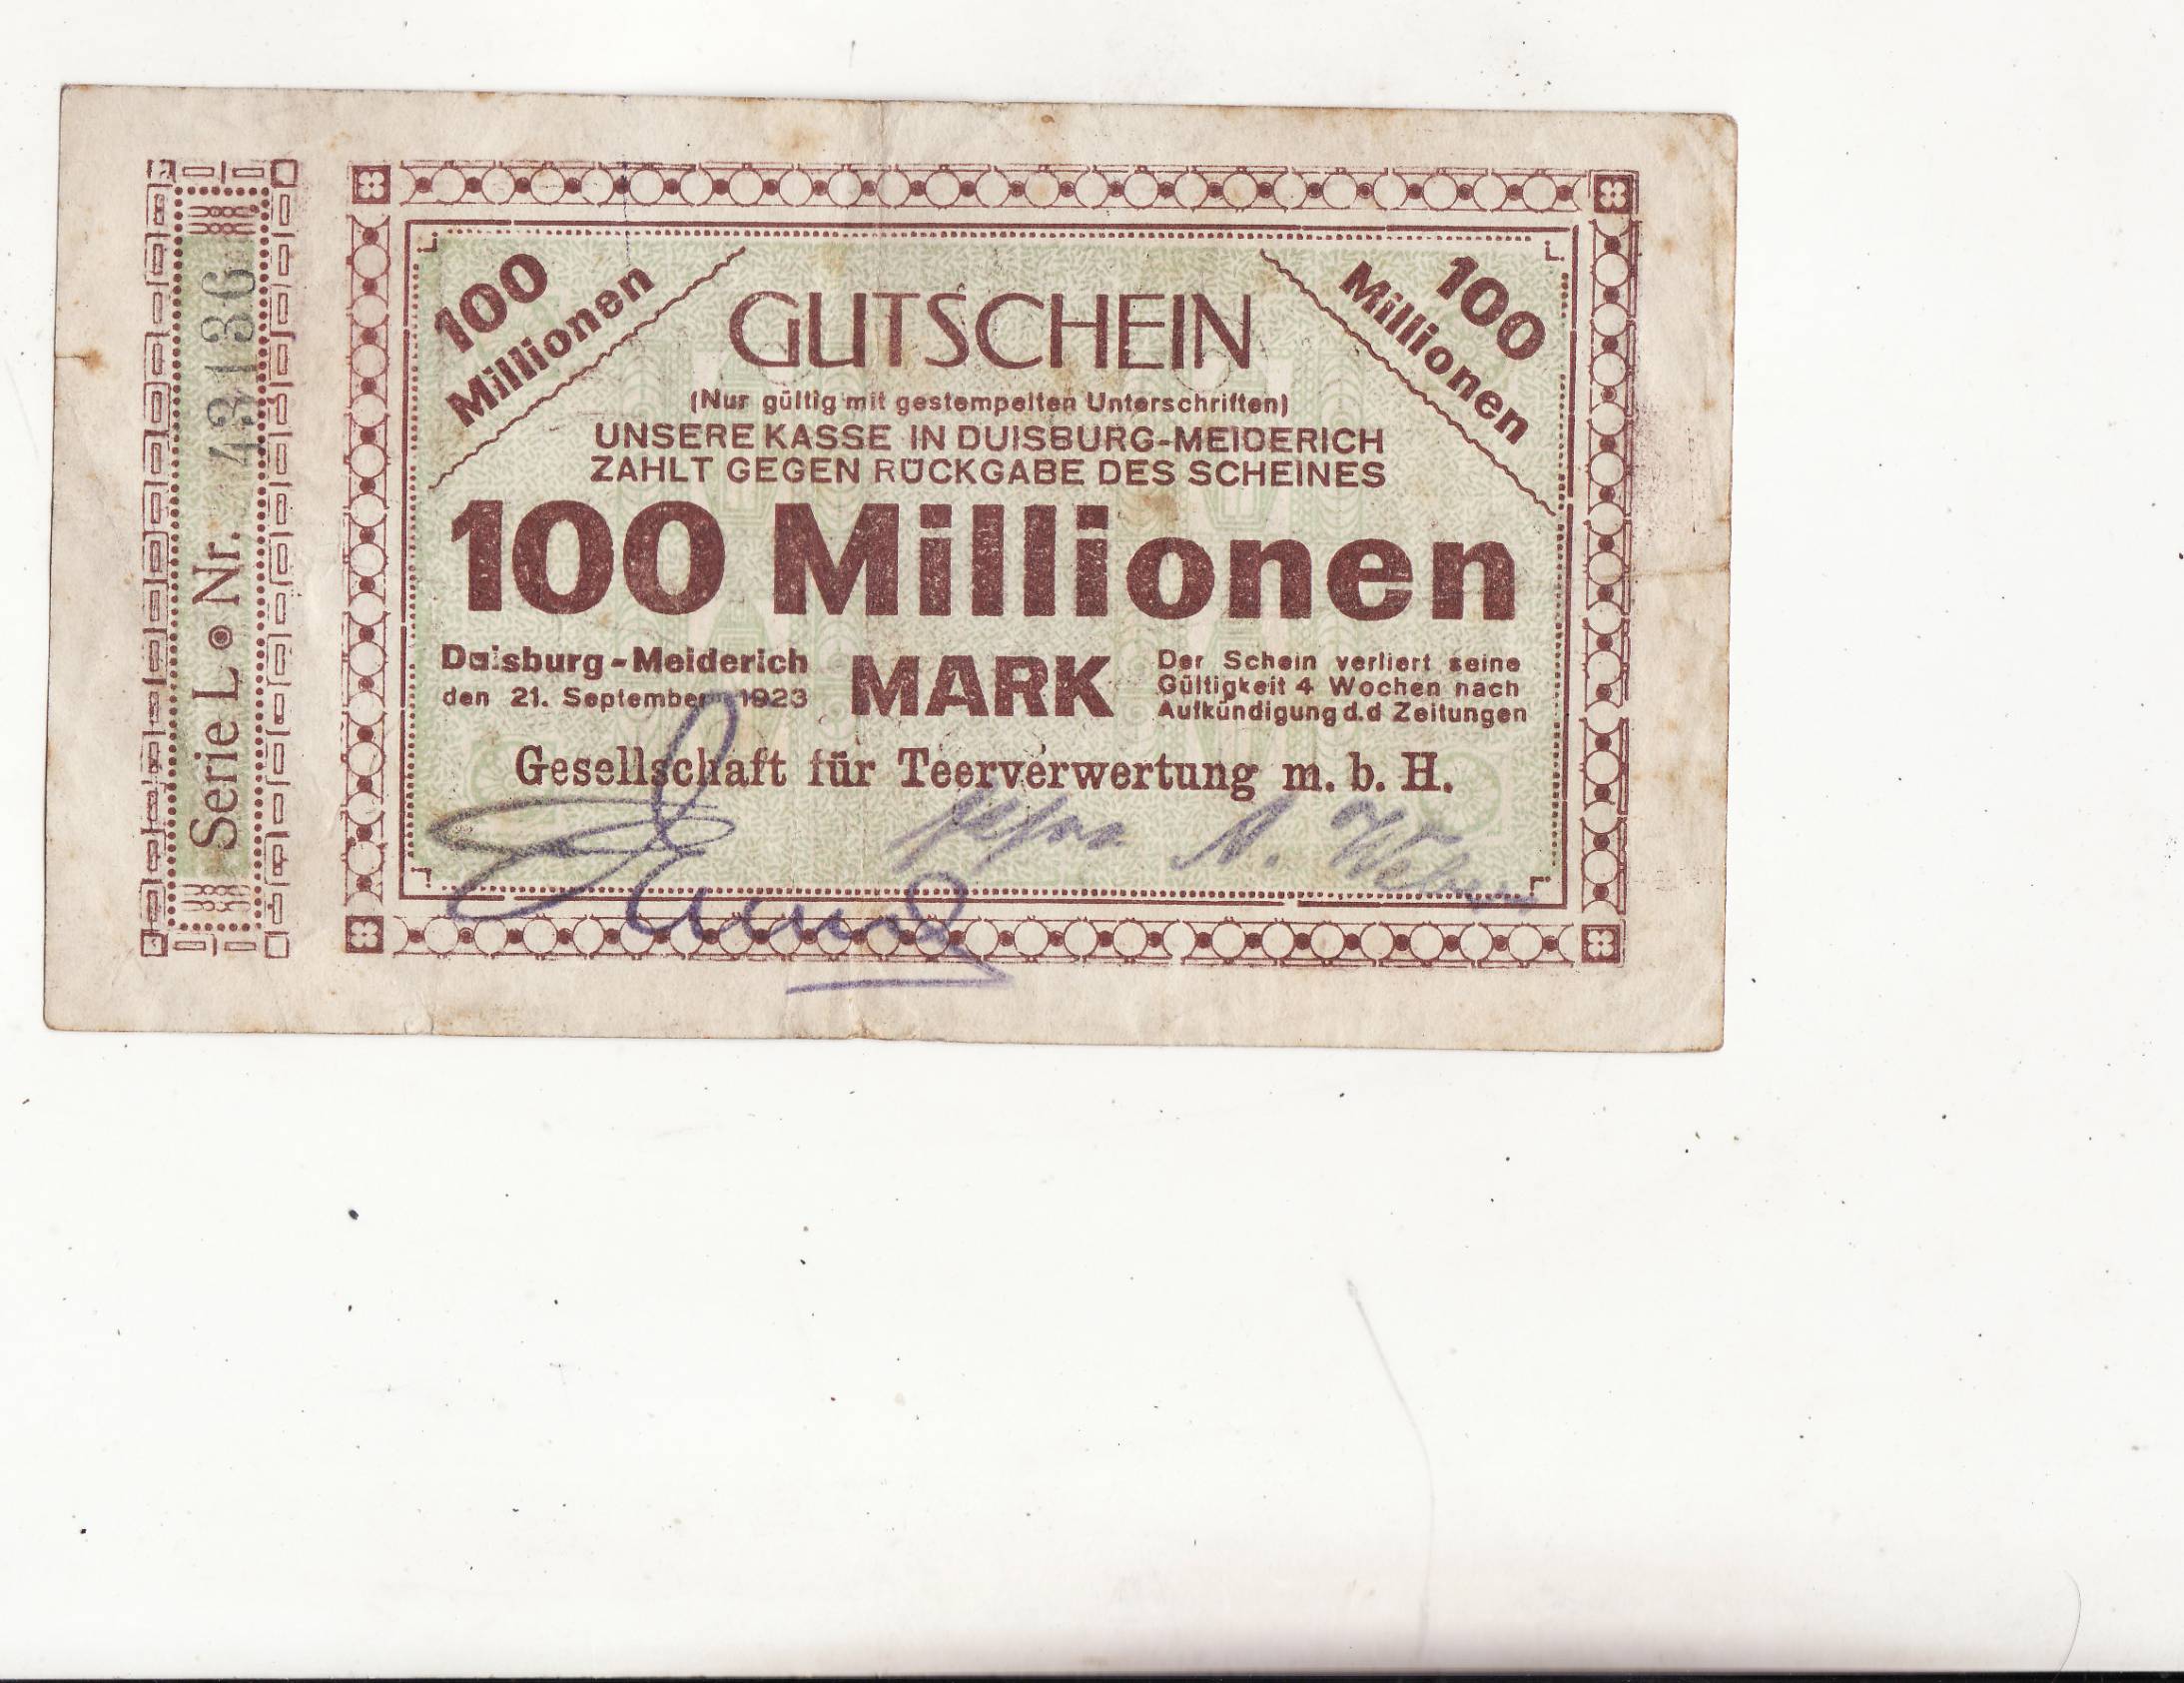 Serie L • Nr. 43136
100
Millionen
100
Millionen
GUTSCHEIN
(Nur gültig mit gestempelten Unterschriften)
UNSERE KASSE IN DUISBURG-MEIDERICH
ZAHLT GEGEN RÜCKGABE DES SCHEINES
100 Millionen
MARK
Duisburg-Meiderich
den 21. September 1923
Der Schein verliert seine
Gültigkeit 4 Wochen nach
Aufkündigung d.d Zeitungen
Gesellschaft für Teerverwertung m. b. H.